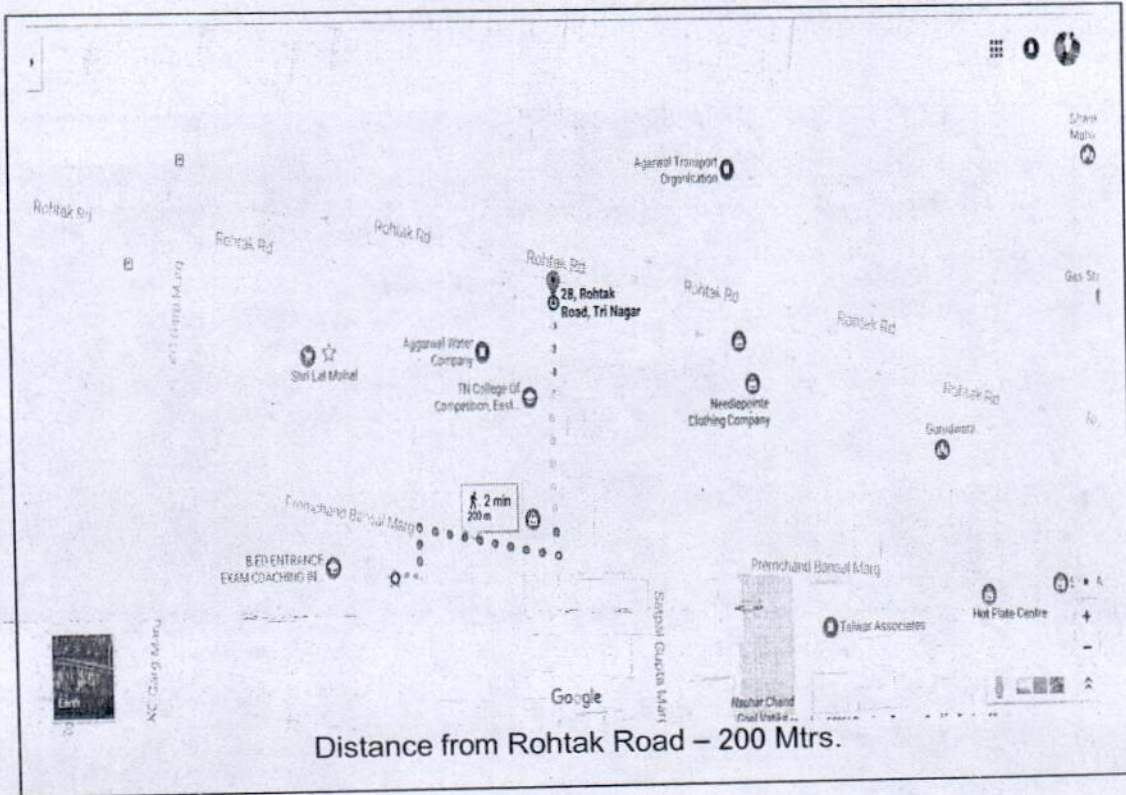 Agarwal Transport
Organisation
Rohtak Rd
Rohtak Rd
Rohtak Rd
Rohtak Rd
2B, Rohtak
Road, Tri Nagar
Rohtak Rd
Rohtak Rd
Rohtak Rd
Aggarwal Water
Company
Shri Lal Mahal
TN College Of
Competition, East...
Needlepointe
Clothing Company
Gurudwara
2 min
200 m
Premchand Bansal Marg
B.ED ENTRANCE
EXAM COACHING IN...
Premchand Bansal Marg
Hot Plate Centre
Talwar Associates
Satpal Gupta Marg
KC Garg Marg
Earth
Google
Distance from Rohtak Road – 200 Mtrs.